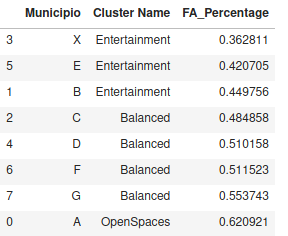 Municipio Cluster Name FA_Percentage
3 X Entertainment 0.362811
5 E Entertainment 0.420705
1 B Entertainment 0.449756
2 C Balanced 0.484858
4 D Balanced 0.510158
6 F Balanced 0.511523
7 G Balanced 0.553743
0 A OpenSpaces 0.620921